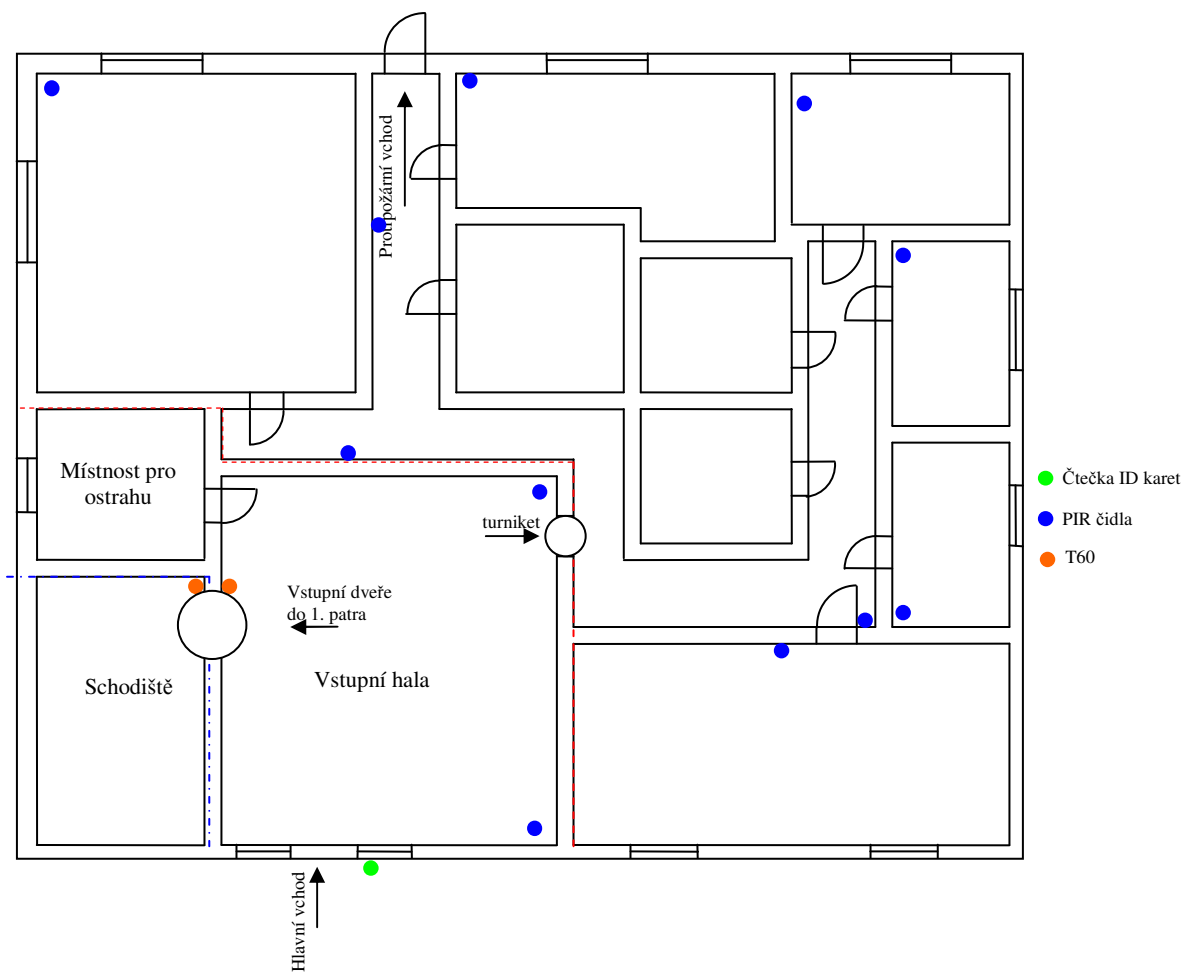 Protipožární vchod
Místnost pro
ostrahu
turniket
Vstupní dveře
do 1. patra
Schodiště
Vstupní hala
Hlavní vchod
Čtečka ID karet
PIR čidla
T60